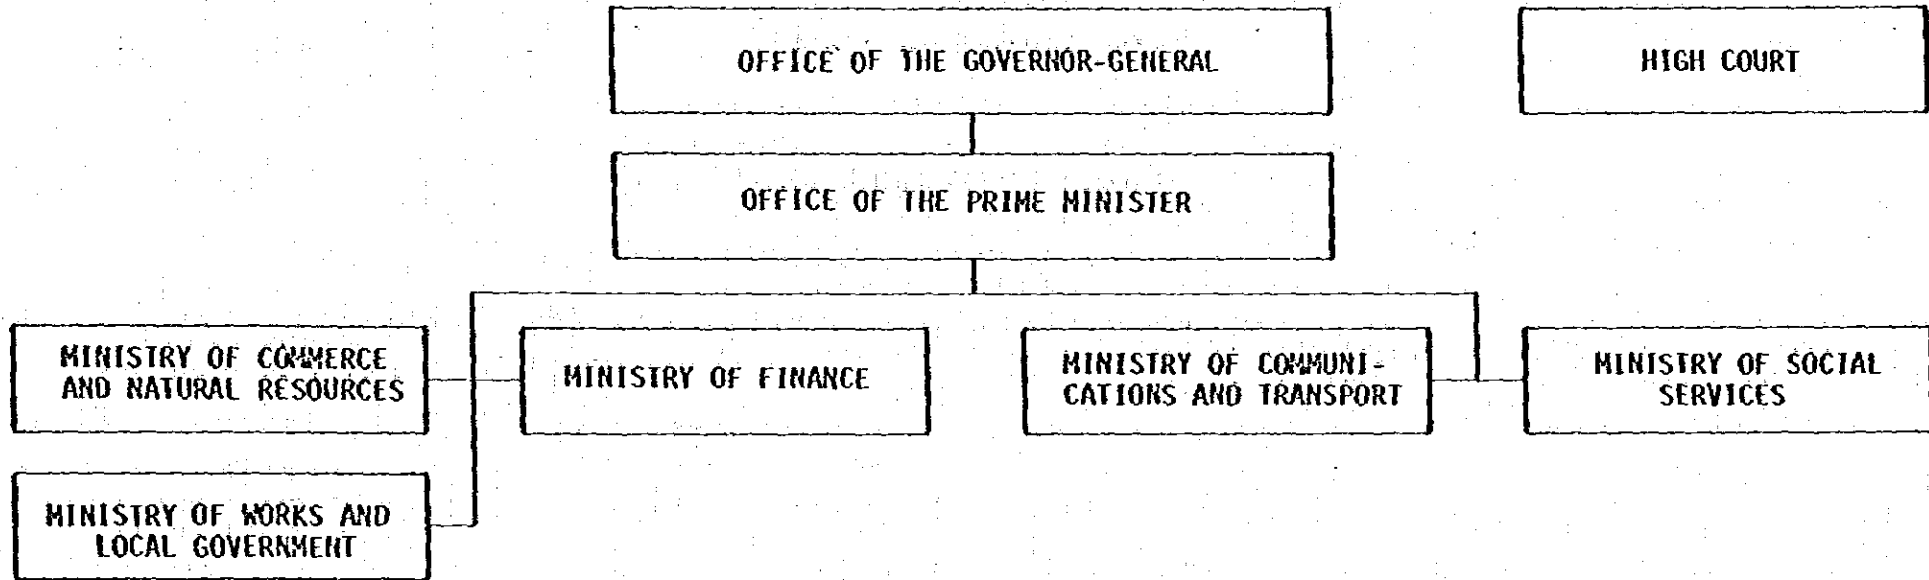 OFFICE OF THE GOVERNOR-GENERAL
HIGH COURT
OFFICE OF THE PRIME MINISTER
MINISTRY OF COMMERCE
AND NATURAL RESOURCES
MINISTRY OF FINANCE
MINISTRY OF COMMUNI-
CATIONS AND TRANSPORT
MINISTRY OF SOCIAL
SERVICES
MINISTRY OF WORKS AND
LOCAL GOVERNMENT